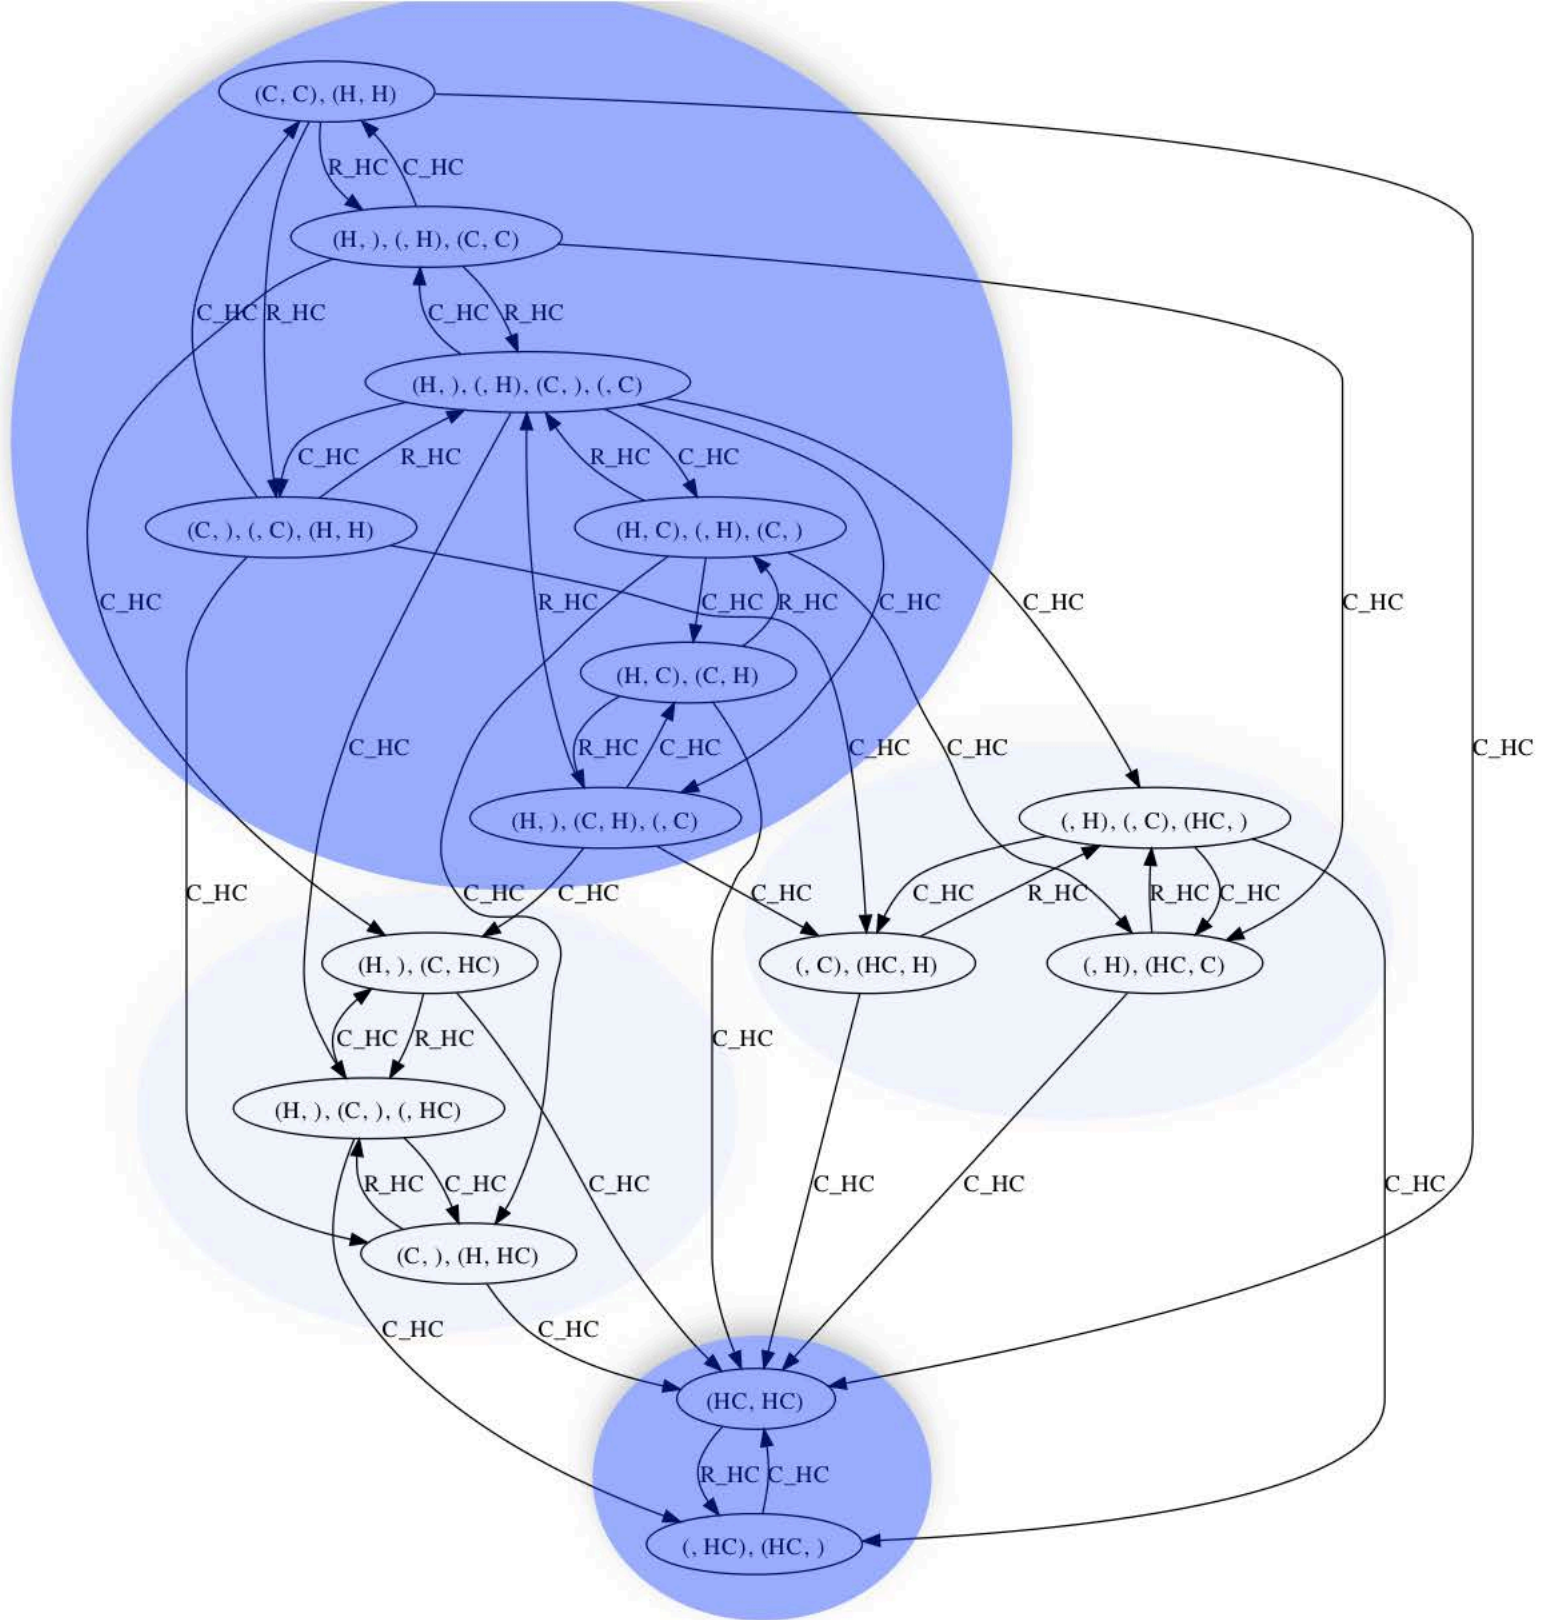 (C, C), (H, H)
R_HC
C_HC
(H, ), (, H), (C, C)
C_HC
R_HC
C_HC
R_HC
(H, ), (, H), (C, ), (, C)
C_HC
R_HC
R_HC
C_HC
(C, ), (, C), (H, H)
(H, C), (, H), (C, )
C_HC
R_HC
C_HC
R_HC
C_HC
C_HC
C_HC
(H, C), (C, H)
C_HC
R_HC
C_HC
C_HC
C_HC
C_HC
(H, ), (C, H), (, C)
(, H), (, C), (HC, )
C_HC
C_HC
C_HC
C_HC
C_HC
R_HC
R_HC
C_HC
(H, ), (C, HC)
(, C), (HC, H)
(, H), (HC, C)
C_HC
R_HC
C_HC
(H, ), (C, ), (, HC)
R_HC
C_HC
C_HC
C_HC
C_HC
C_HC
(C, ), (H, HC)
C_HC
C_HC
(HC, HC)
R_HC
C_HC
(, HC), (HC, )